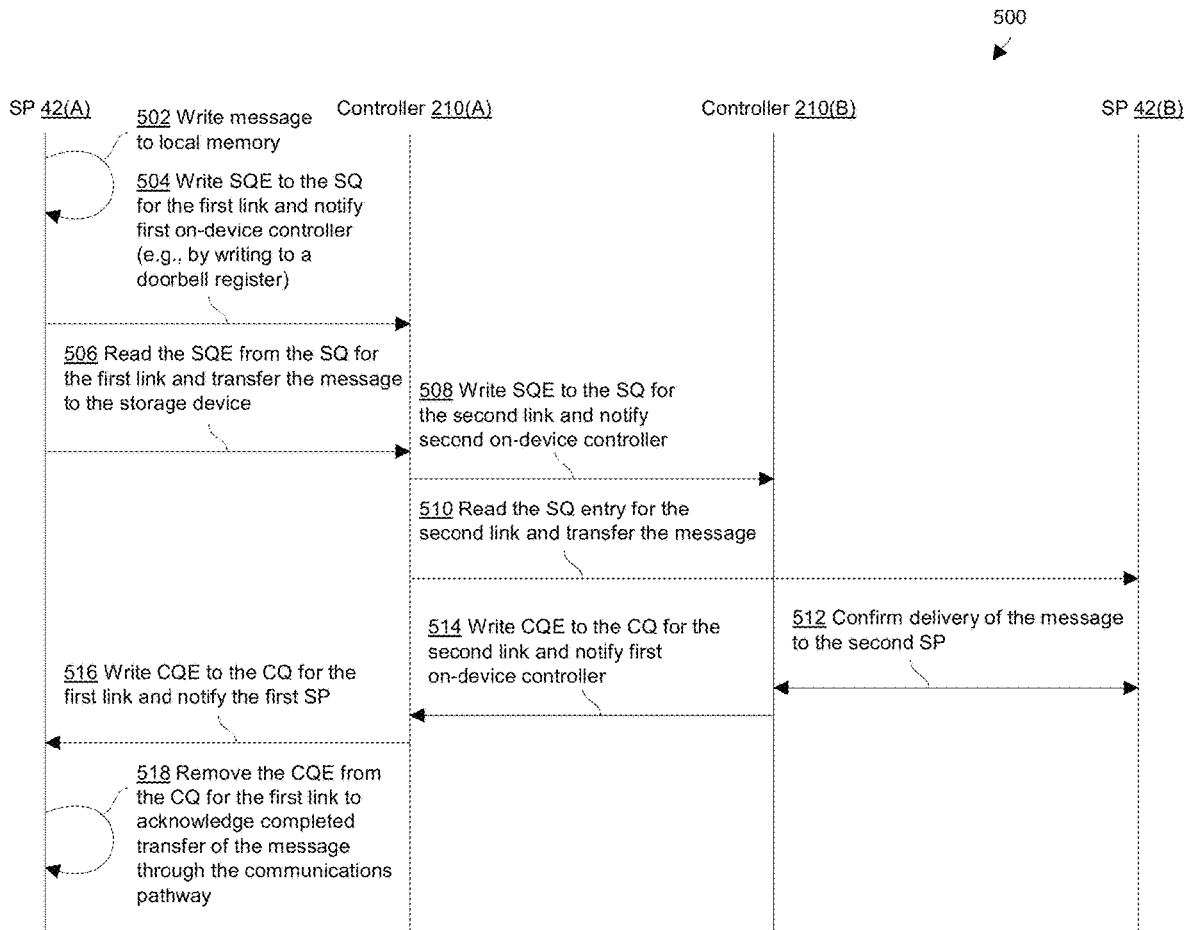 500
SP 42(A)
Controller 210(A)
Controller 210(B)
SP 42(B)
502 Write message
to local memory
504 Write SQE to the SQ
for the first link and notify
first on-device controller
(e.g., by writing to a
doorbell register)
506 Read the SQE from the SQ for
the first link and transfer the message
to the storage device
508 Write SQE to the SQ for
the second link and notify
second on-device controller
510 Read the SQ entry for the
second link and transfer the message
512 Confirm delivery of the message
to the second SP
514 Write CQE to the CQ for the
second link and notify first
on-device controller
516 Write CQE to the CQ for the
first link and notify the first SP
518 Remove the CQE from
the CQ for the first link to
acknowledge completed
transfer of the message
through the communications
pathway